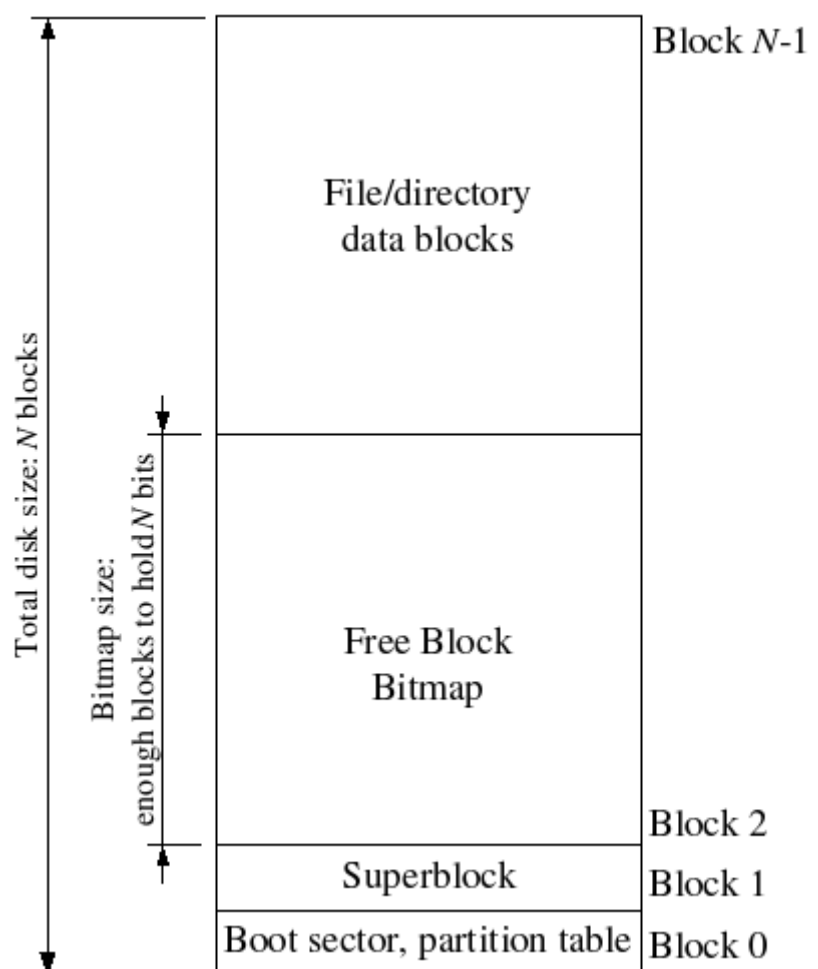 Block N-1
File/directory
data blocks
Total disk size: N blocks
Bitmap size:
enough blocks to hold N bits
Free Block
Bitmap
Block 2
Superblock
Block 1
Boot sector, partition table
Block 0